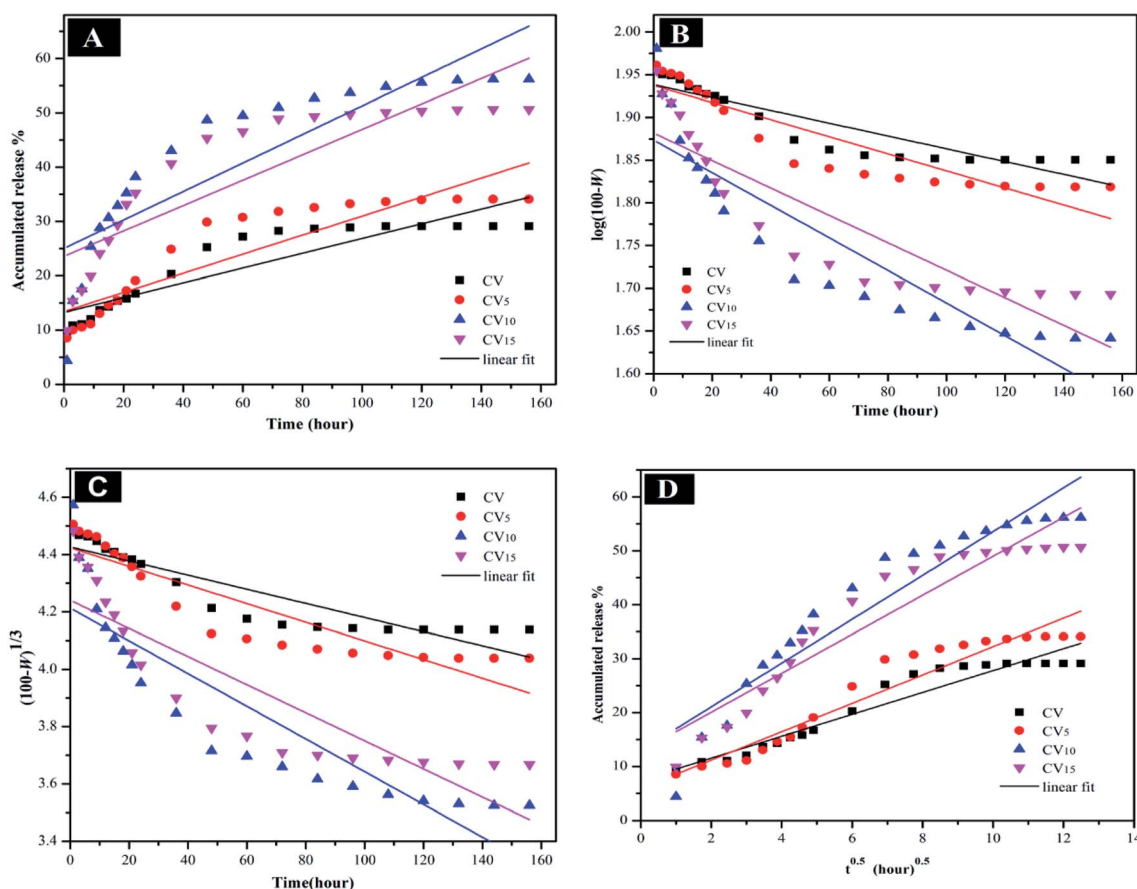 A
Accumulated release %
60
50
40
30
20
10
0
CV
CV5
CV10
CV15
linear fit
0 20 40 60 80 100 120 140 160
Time (hour)
B
log(100-W)
2.00
1.95
1.90
1.85
1.80
1.75
1.70
1.65
1.60
CV
CV5
CV10
CV15
linear fit
0 20 40 60 80 100 120 140 160
Time (hour)
C
(100-W)1/3
4.6
4.4
4.2
4.0
3.8
3.6
3.4
CV
CV5
CV10
CV15
linear fit
0 20 40 60 80 100 120 140 160
Time(hour)
D
Accumulated release %
60
50
40
30
20
10
0
CV
CV5
CV10
CV15
linear fit
0 2 4 6 8 10 12 14
t0.5 (hour)0.5